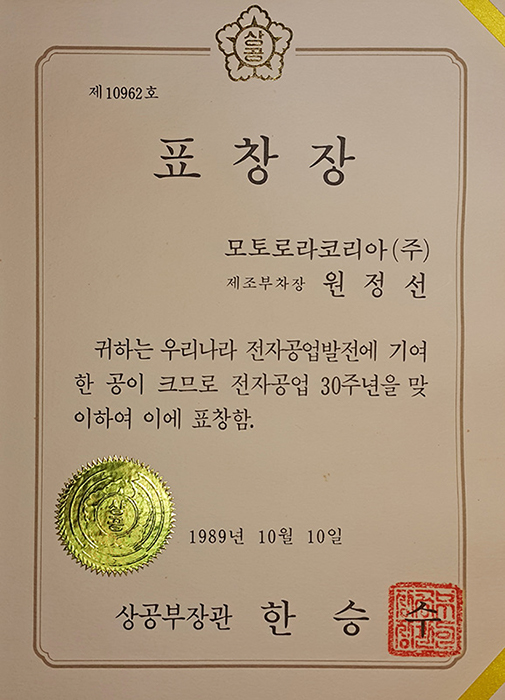 상공
제10962호
표창장
모토로라코리아(주)
제조부차장 원정선
귀하는 우리나라 전자공업발전에 기여
한 공이 크므로 전자공업 30주년을 맞
이하여 이에 표창함.
상공
1989년 10월 10일
상공부장관 한승수